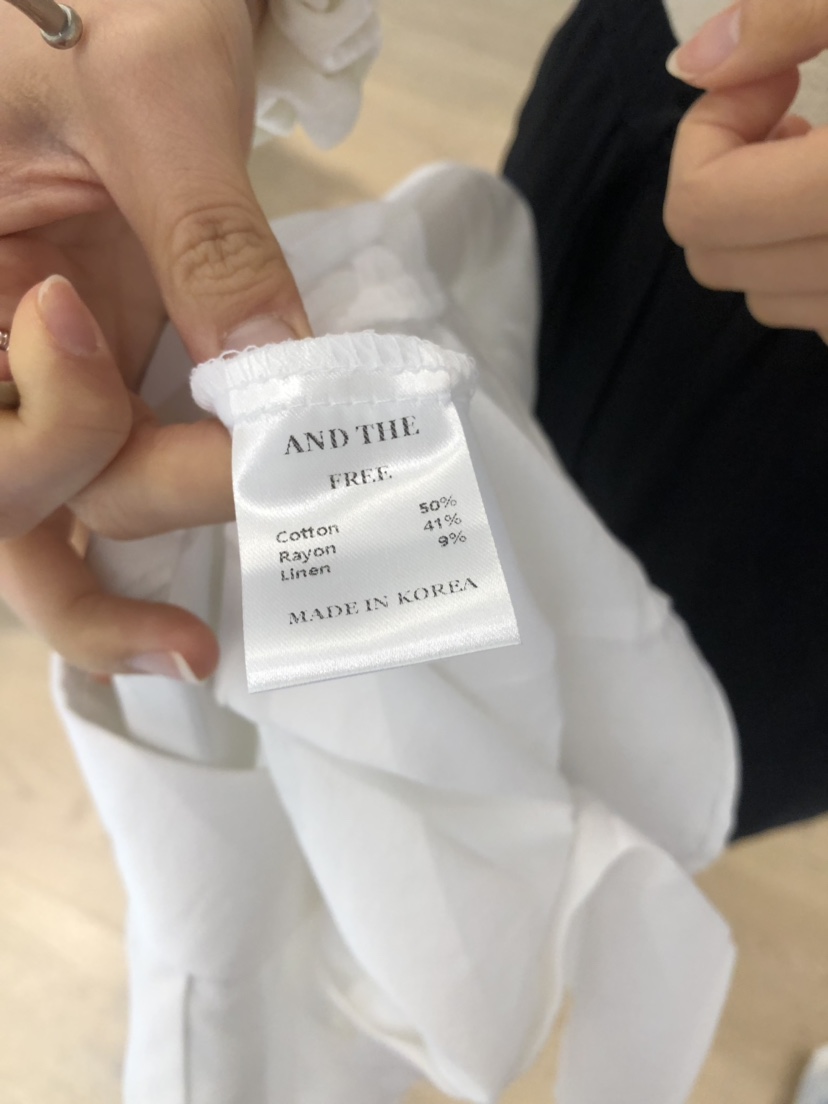 AND THE
FREE
Cotton 50%
Rayon 41%
Linen 9%
MADE IN KOREA